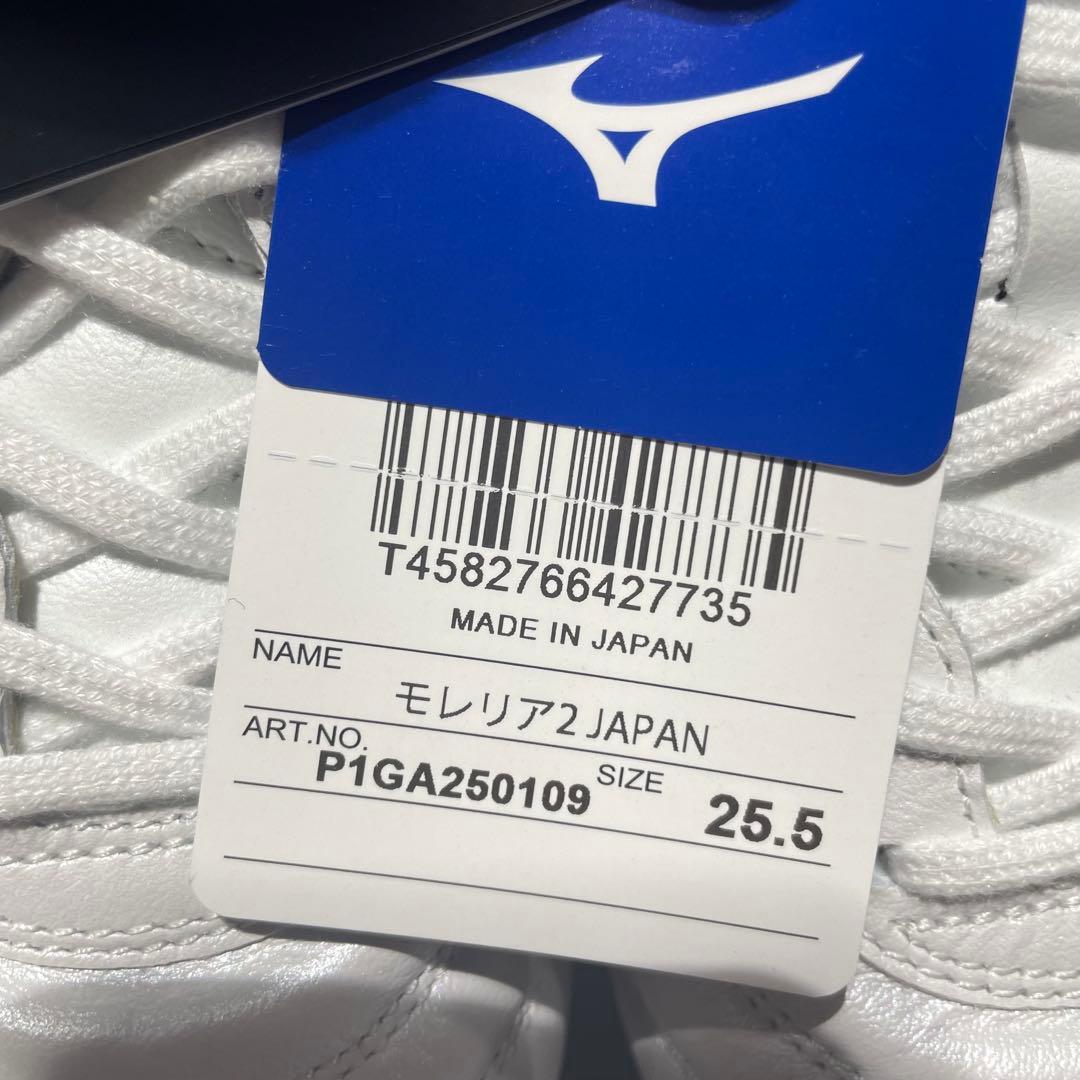 T4582766427735
MADE IN JAPAN
NAME
モレリア2 JAPAN
ART.NO.
P1GA250109
SIZE
25.5